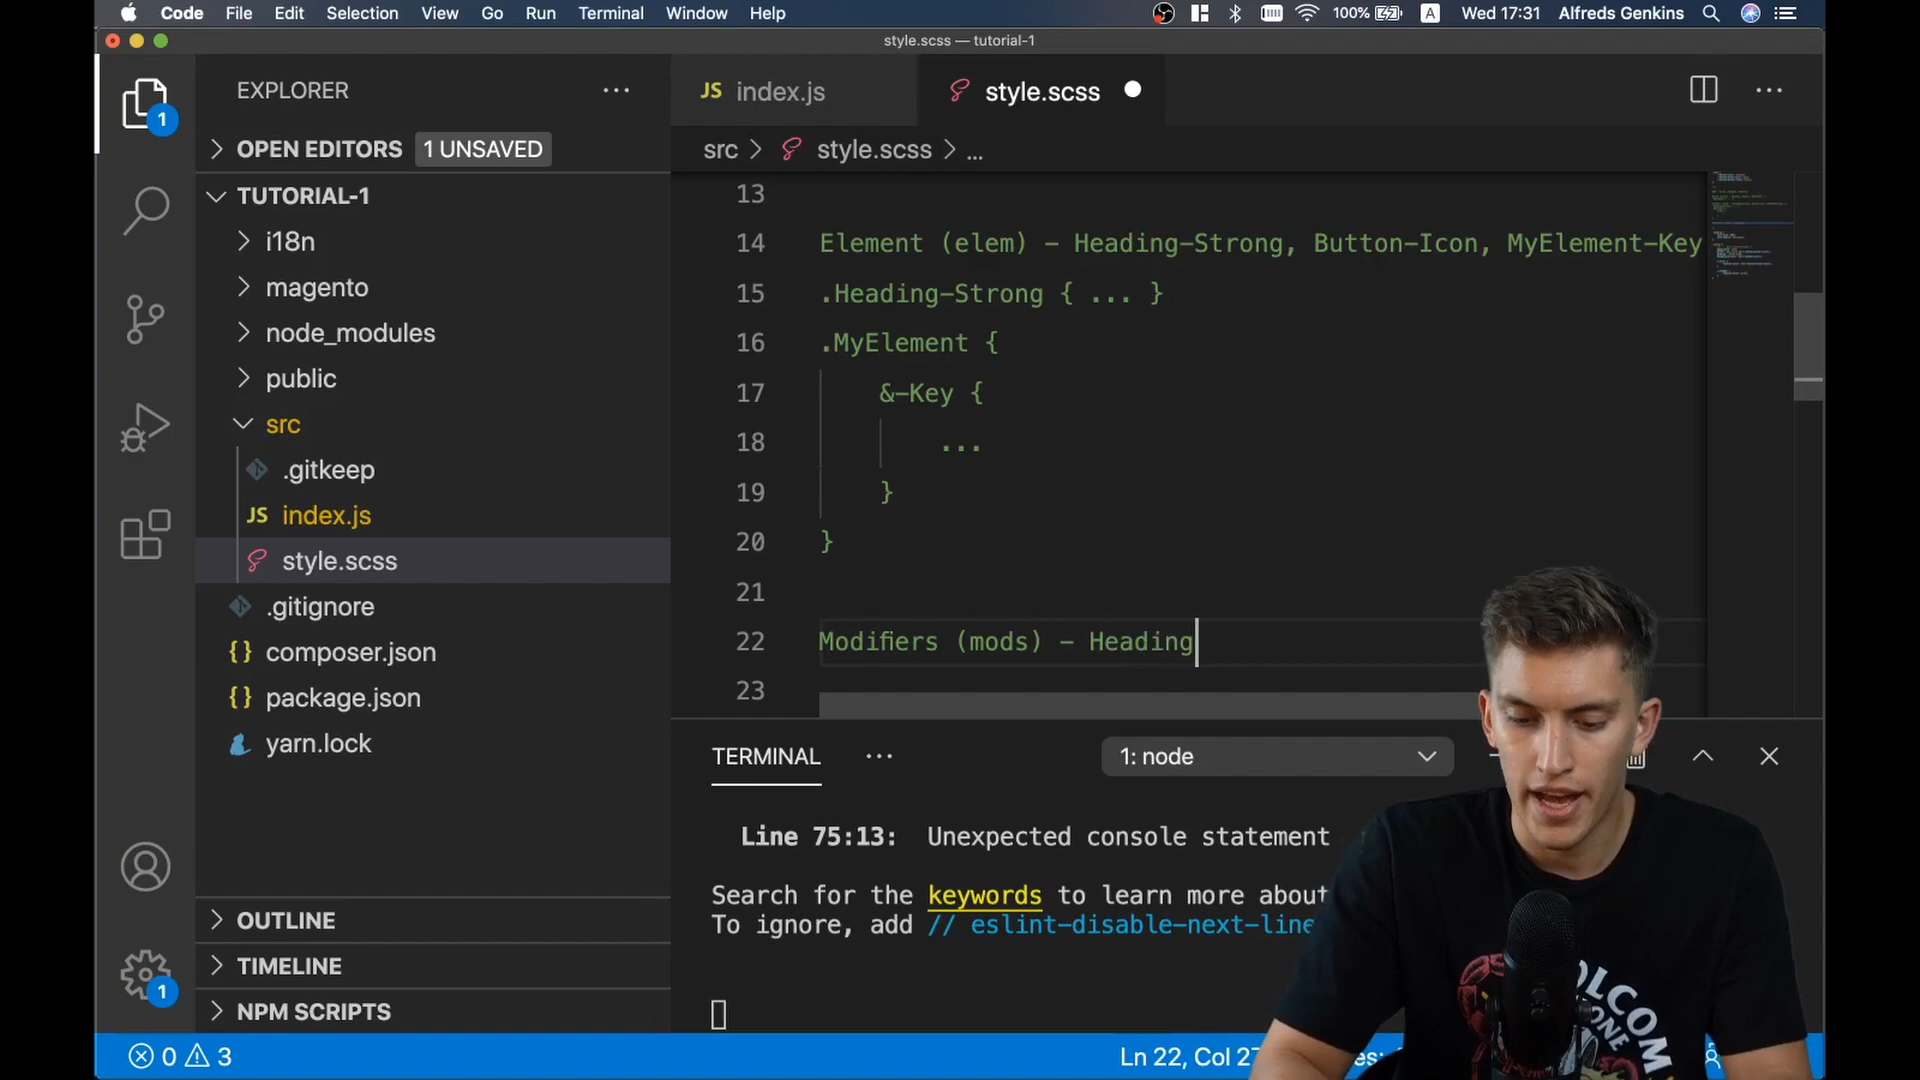 Code File Edit Selection View Go Run Terminal Window Help 100% A Wed 17:31 Alfreds Genkins
style.scss — tutorial-1
EXPLORER
JS index.js
style.scss
1
OPEN EDITORS 1 UNSAVED
src > style.scss > ...
TUTORIAL-1
i18n
magento
node_modules
public
src
.gitkeep
JS index.js
style.scss
.gitignore
{} composer.json
{} package.json
yarn.lock
OUTLINE
TIMELINE
NPM SCRIPTS
1
13
14 Element (elem) - Heading-Strong, Button-Icon, MyElement-Key
15 .Heading-Strong { ... }
16 .MyElement {
17 &-Key {
18 ...
19 }
20 }
21
22 Modifiers (mods) - Heading
23
TERMINAL 1: node
Line 75:13: Unexpected console statement
Search for the keywords to learn more about
To ignore, add // eslint-disable-next-line
0 3
Ln 22, Col
OLCOM
ONE